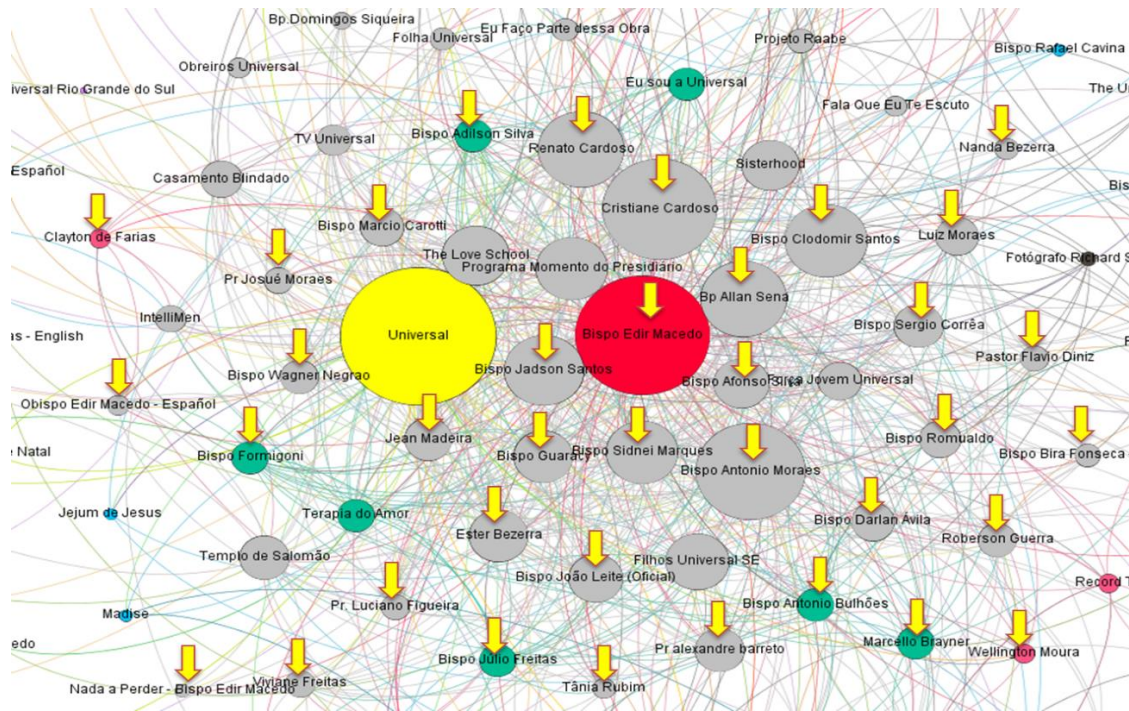 Bp.Domingos Siqueira
Eu Faço Parte dessa Obra
Folha Universal
Projeto Raabe
Bispo Rafael Cavina
Obreiros Universal
Eu sou a Universal
iversal Rio Grande do Sul
The Un
Fala Que Eu Te Escuto
TV Universal
Bispo Adilson Silva
Renato Cardoso
Nanda Bezerra
Sisterhood
Español
Casamento Blindado
Bis
Cristiane Cardoso
Bispo Marcio Carotti
Clayton de Farias
Bispo Clodomir Santos
Luiz Moraes
The Love School
Fotógrafo Richard S
Programa Momento do Presidiário
Pr Josué Moraes
Bp Allan Sena
IntelliMen
Bispo Sergio Corrêa
as - English
Universal
Bispo Edir Macedo
Pastor Flavio Diniz
Bispo Jadson Santos
Bispo Wagner Negrao
Bispo Afonso Silva
Força Jovem Universal
Obispo Edir Macedo - Español
Jean Madeira
Bispo Romualdo
Bispo Formigoni
Bispo Guaracy
Bispo Sidnei Marques
e Natal
Bispo Bira Fonseca
Bispo Antonio Moraes
Jejum de Jesus
Terapia do Amor
Bispo Darlan Ávila
Ester Bezerra
Roberson Guerra
Templo de Salomão
Filhos Universal SE
Bispo João Leite (Oficial)
Record T
Pr. Luciano Figueira
Bispo Antonio Bulhões
Madise
edo
Marcello Brayner
Pr alexandre barreto
Wellington Moura
Bispo Júlio Freitas
Nada a Perder - Bispo Edir Macedo
Viviane Freitas
Tânia Rubim